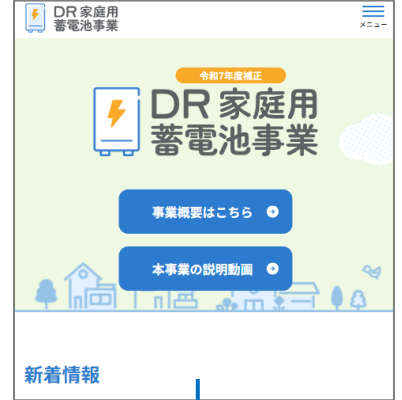 DR 家庭用
蓄電池事業
メニュー
令和7年度補正
DR 家庭用
蓄電池事業
事業概要はこちら
本事業の説明動画
新着情報